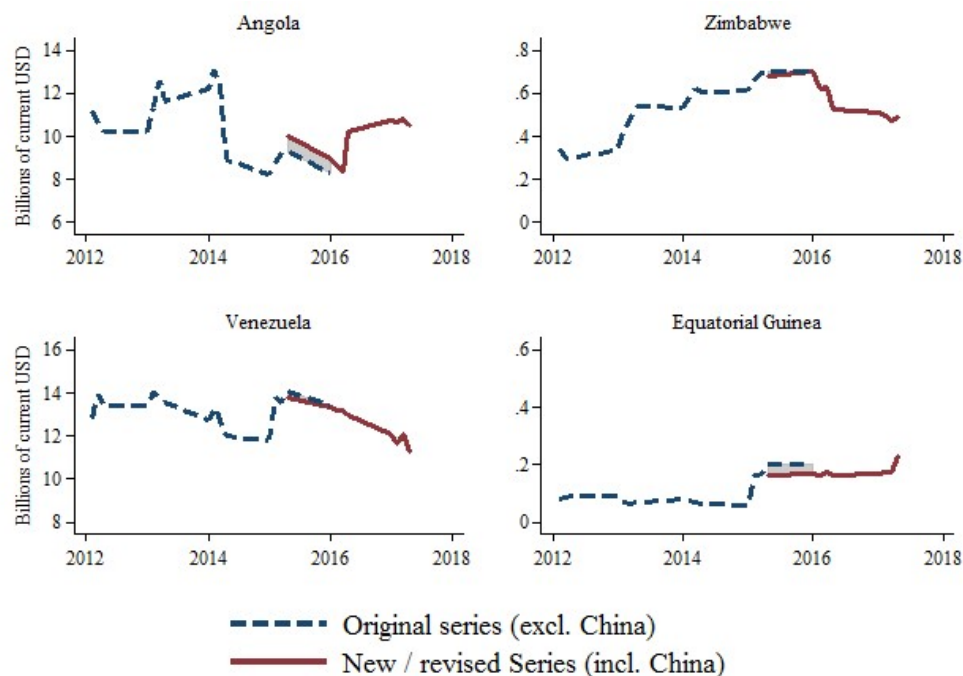 Angola
Billions of current USD
14
12
10
8
6
2012 2014 2016 2018
Zimbabwe
.8
.6
.4
.2
0
2012 2014 2016 2018
Venezuela
Billions of current USD
16
14
12
10
8
2012 2014 2016 2018
Equatorial Guinea
.6
.4
.2
0
2012 2014 2016 2018
Original series (excl. China)
New / revised Series (incl. China)